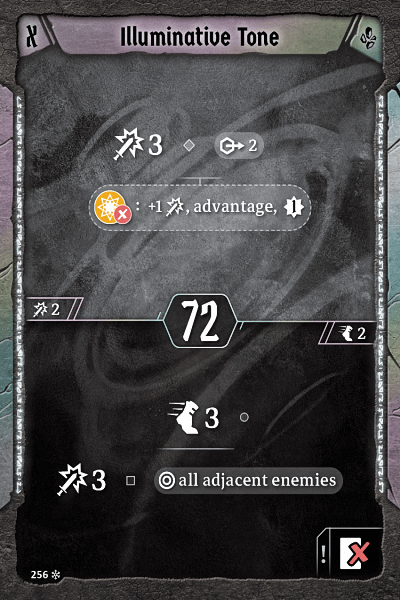 X Illuminative Tone
3 2
: +1 , advantage,
2
72
2
3
3 all adjacent enemies
!
256